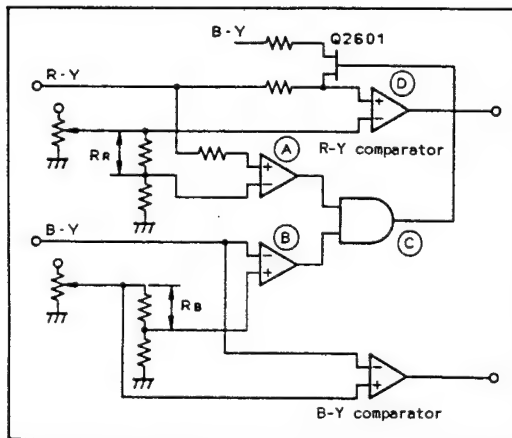 B-Y
Q2601
R-Y
D
+
-
R-Y comparator
RR
A
+
-
C
B-Y
B
-
+
RB
-
+
B-Y comparator